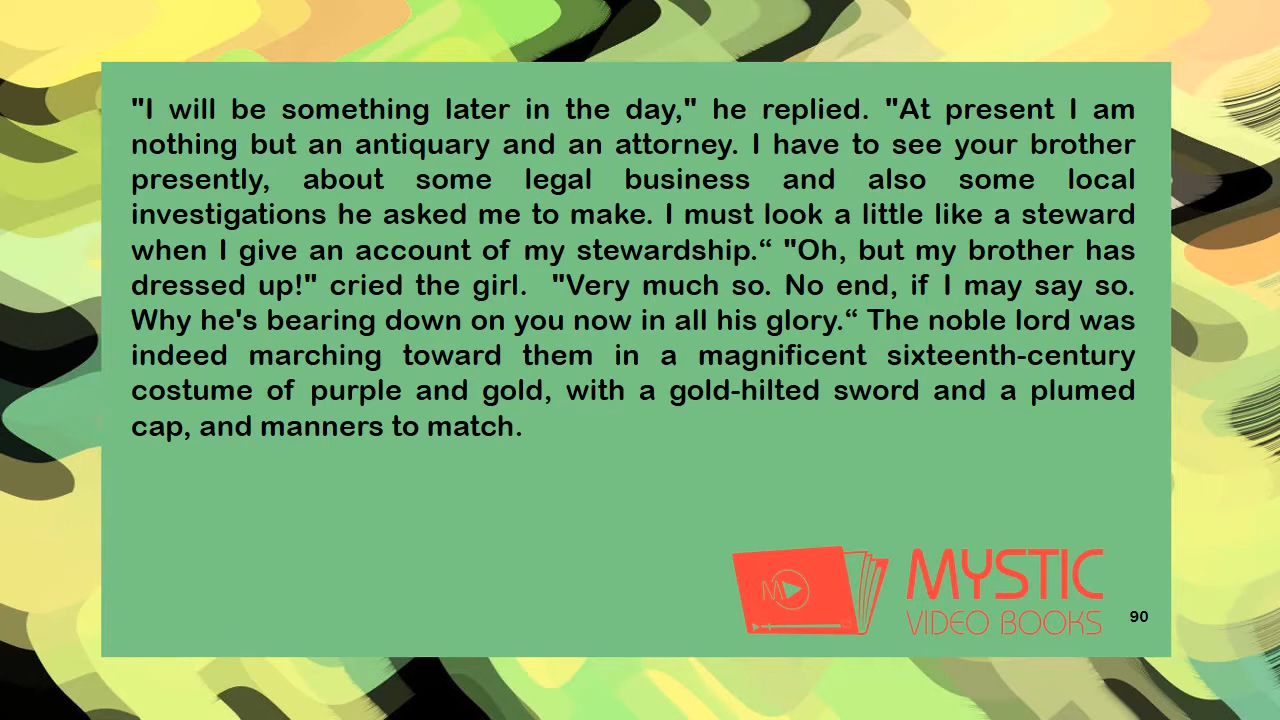 "I will be something later in the day," he replied. "At present I am
nothing but an antiquary and an attorney. I have to see your brother
presently, about some legal business and also some local
investigations he asked me to make. I must look a little like a steward
when I give an account of my stewardship.“ "Oh, but my brother has
dressed up!" cried the girl.  "Very much so. No end, if I may say so.
Why he's bearing down on you now in all his glory.“ The noble lord was
indeed marching toward them in a magnificent sixteenth-century
costume of purple and gold, with a gold-hilted sword and a plumed
cap, and manners to match.
M
MYSTIC
VIDEO BOOKS
90